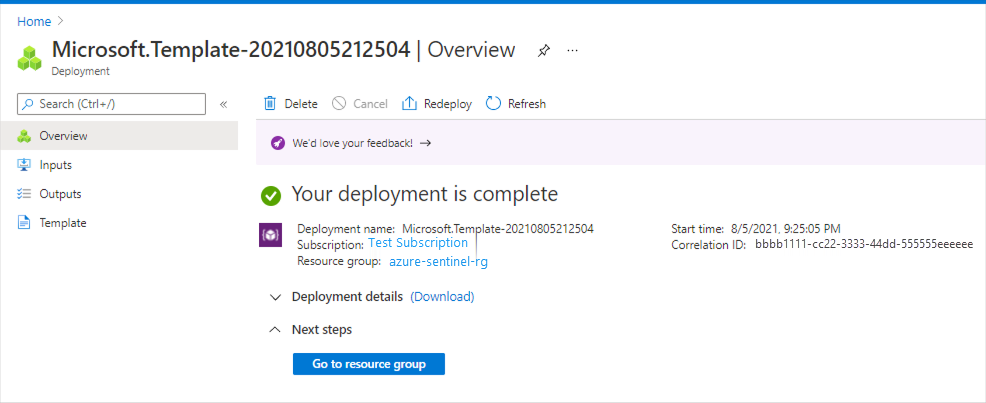 Home >
Microsoft.Template-20210805212504 | Overview ...
Deployment
Search (Ctrl+/) «
Delete Cancel Redeploy Refresh
Overview
Inputs
Outputs
Template
We'd love your feedback! →
Your deployment is complete
Deployment name: Microsoft.Template-20210805212504
Subscription: Test Subscription
Resource group: azure-sentinel-rg
Start time: 8/5/2021, 9:25:05 PM
Correlation ID: bbbb1111-cc22-3333-44dd-555555eeeeee
Deployment details (Download)
Next steps
Go to resource group